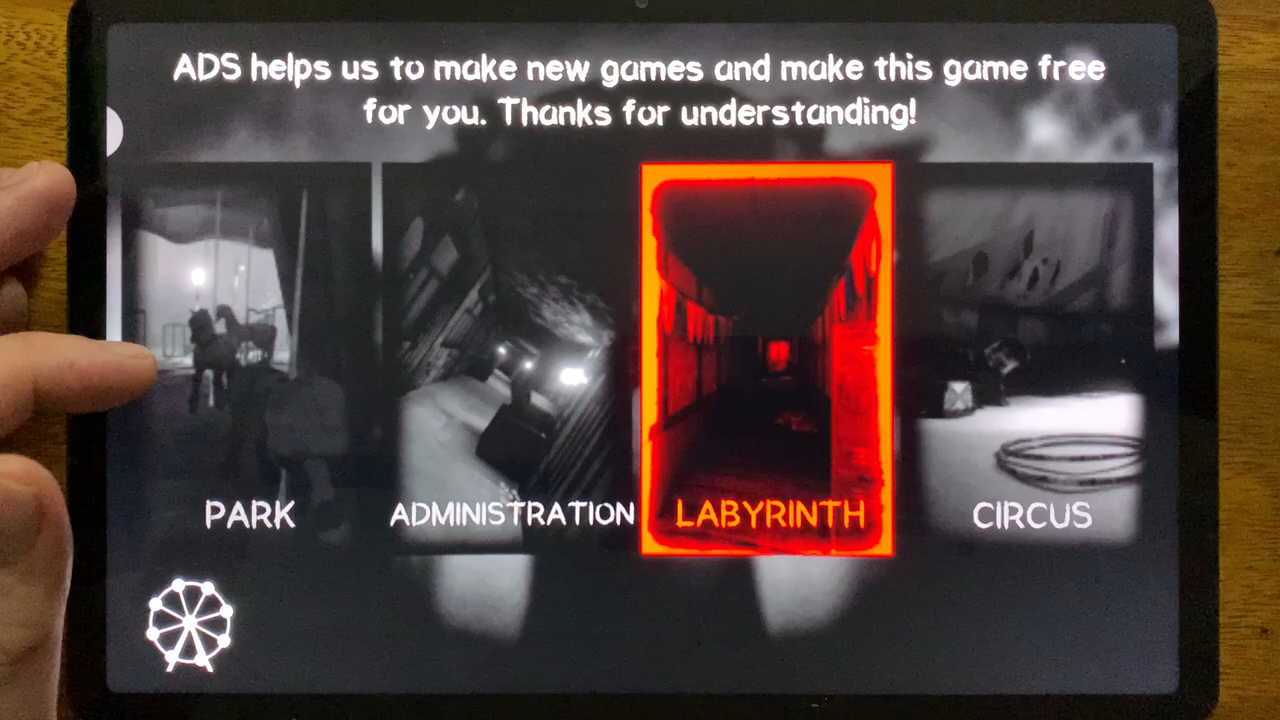 ADS helps us to make new games and make this game free
for you. Thanks for understanding!
PARK
ADMINISTRATION
LABYRINTH
CIRCUS